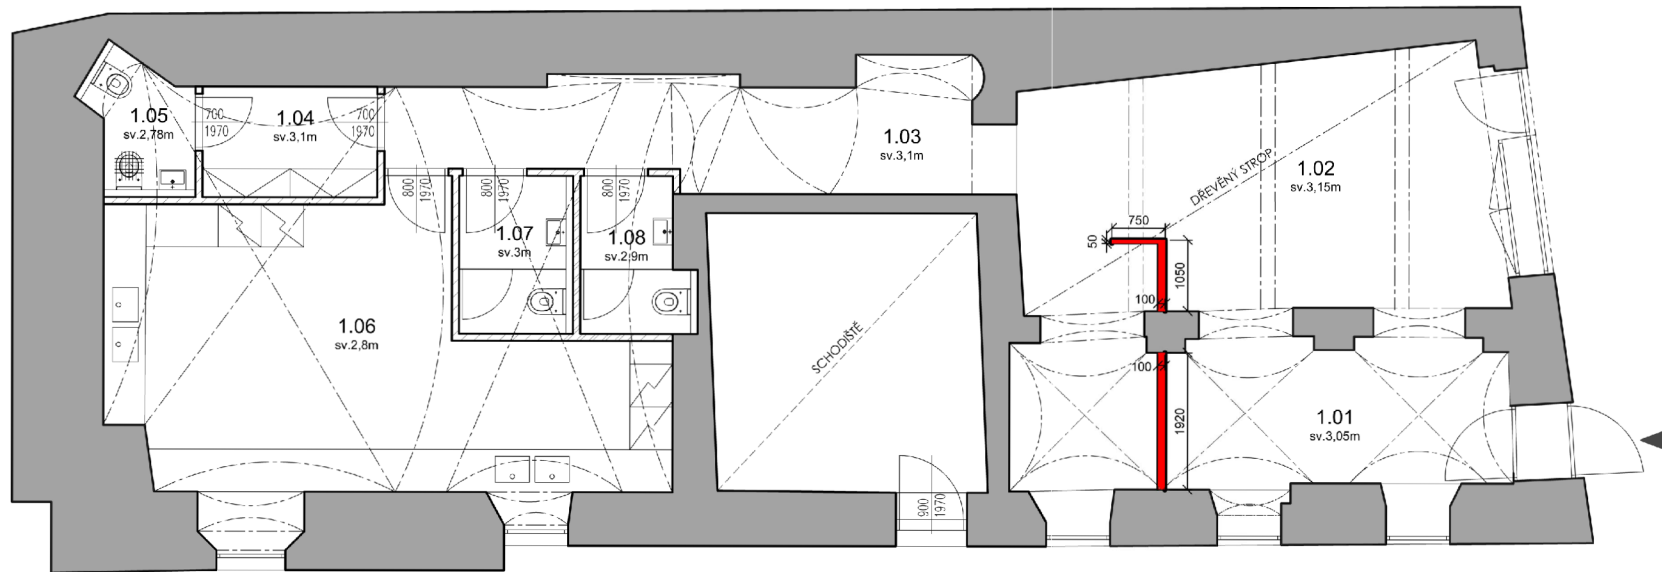 1.05
sv.2,78m
700
1970
1.04
sv.3,1m
700
1970
1.03
sv.3,1m
1.02
sv.3,15m
DŘEVĚNÝ STROP
800
1970
800
1970
800
1970
1.07
sv.3m
1.08
sv.2,9m
750
50
1050
100
1.06
sv.2,8m
SCHODIŠTĚ
100
1920
1.01
sv.3,05m
900
1970